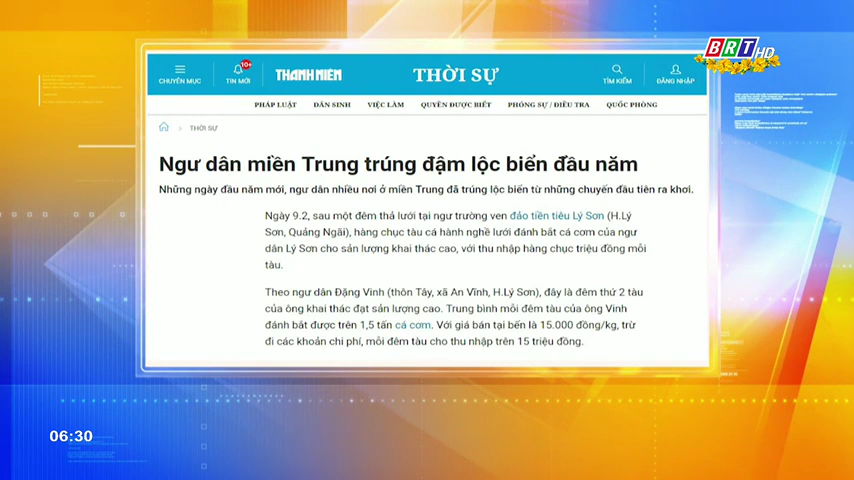 BRT HD
CHUYÊN MỤC
TIN MỚI
10+
THANH NIÊN
THỜI SỰ
TÌM KIẾM
ĐĂNG NHẬP
PHÁP LUẬT DÂN SINH VIỆC LÀM QUYỀN ĐƯỢC BIẾT PHÓNG SỰ / ĐIỀU TRA QUỐC PHÒNG
THỜI SỰ
Ngư dân miền Trung trúng đậm lộc biển đầu năm
Những ngày đầu năm mới, ngư dân nhiều nơi ở miền Trung đã trúng lộc biển từ những chuyến đầu tiên ra khơi.
Ngày 9.2, sau một đêm thả lưới tại ngư trường ven đảo tiền tiêu Lý Sơn (H.Lý
Sơn, Quảng Ngãi), hàng chục tàu cá hành nghề lưới đánh bắt cá cơm của ngư
dân Lý Sơn cho sản lượng khai thác cao, với thu nhập hàng chục triệu đồng mỗi
tàu.
Theo ngư dân Đặng Vinh (thôn Tây, xã An Vĩnh, H.Lý Sơn), đây là đêm thứ 2 tàu
của ông khai thác đạt sản lượng cao. Trung bình mỗi đêm tàu của ông Vinh
đánh bắt được trên 1,5 tấn cá cơm. Với giá bán tại bến là 15.000 đồng/kg, trừ
đi các khoản chi phí, mỗi đêm tàu cho thu nhập trên 15 triệu đồng.
06:30